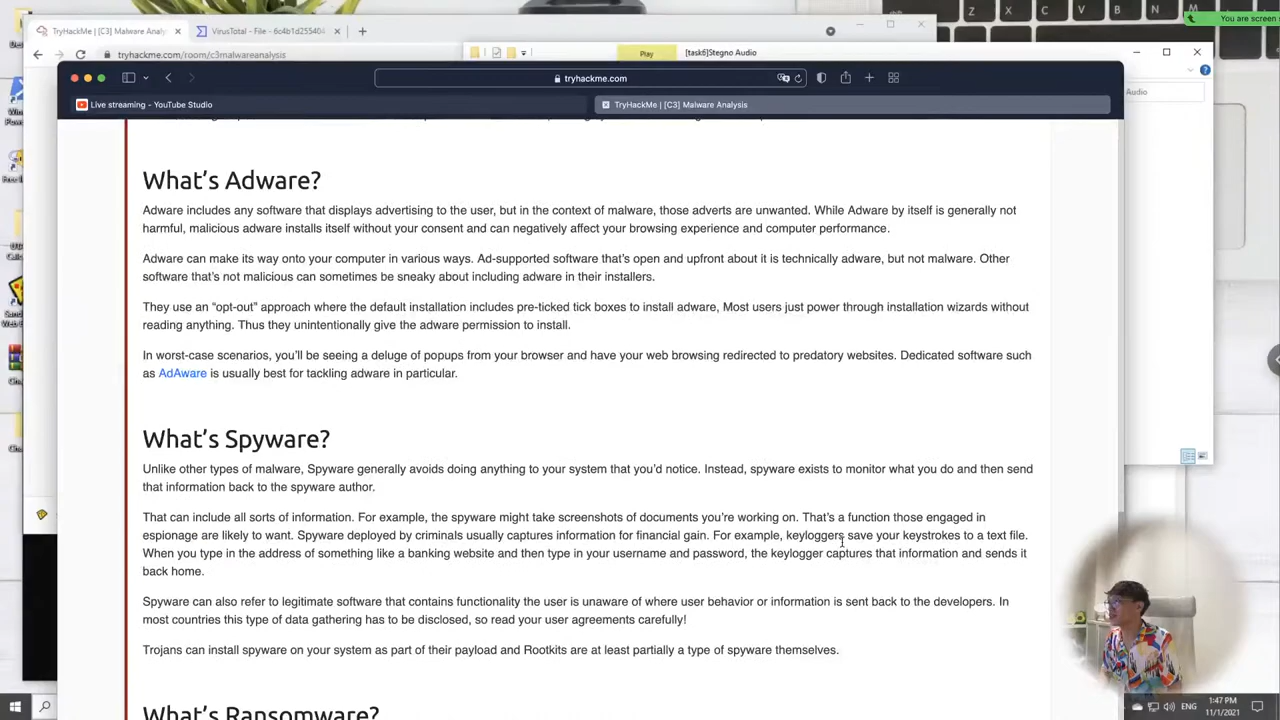 You are screen s
TryHackMe | [C3] Malware Analy
VirusTotal - File - 6c4b1d255404
tryhackme.com/room/c3malwareanalysis
Play
[task6]Stegno Audio
tryhackme.com
Audio
Live streaming - YouTube Studio
TryHackMe | [C3] Malware Analysis
What's Adware?
Adware includes any software that displays advertising to the user, but in the context of malware, those adverts are unwanted. While Adware by itself is generally not
harmful, malicious adware installs itself without your consent and can negatively affect your browsing experience and computer performance.
Adware can make its way onto your computer in various ways. Ad-supported software that's open and upfront about it is technically adware, but not malware. Other
software that's not malicious can sometimes be sneaky about including adware in their installers.
They use an “opt-out” approach where the default installation includes pre-ticked tick boxes to install adware, Most users just power through installation wizards without
reading anything. Thus they unintentionally give the adware permission to install.
In worst-case scenarios, you'll be seeing a deluge of popups from your browser and have your web browsing redirected to predatory websites. Dedicated software such
as AdAware is usually best for tackling adware in particular.
What's Spyware?
Unlike other types of malware, Spyware generally avoids doing anything to your system that you'd notice. Instead, spyware exists to monitor what you do and then send
that information back to the spyware author.
That can include all sorts of information. For example, the spyware might take screenshots of documents you're working on. That's a function those engaged in
espionage are likely to want. Spyware deployed by criminals usually captures information for financial gain. For example, keyloggers save your keystrokes to a text file.
When you type in the address of something like a banking website and then type in your username and password, the keylogger captures that information and sends it
back home.
Spyware can also refer to legitimate software that contains functionality the user is unaware of where user behavior or information is sent back to the developers. In
most countries this type of data gathering has to be disclosed, so read your user agreements carefully!
Trojans can install spyware on your system as part of their payload and Rootkits are at least partially a type of spyware themselves.
What's Ransomware?
ENG
1:47 PM
11/1/2021